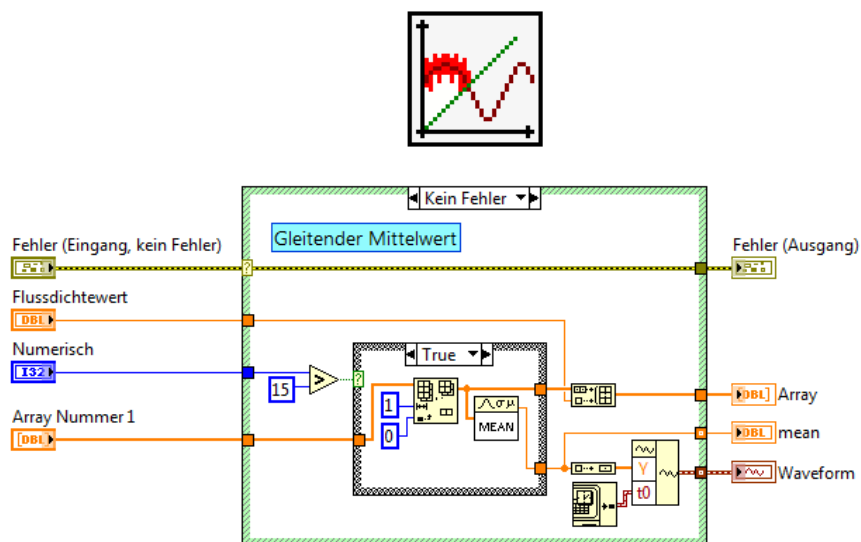 Kein Fehler
Gleitender Mittelwert
Fehler (Eingang, kein Fehler)
Fehler (Ausgang)
?
Flussdichtewert
DBL
Numerisch
True
I32
15
>
?
1
Array Nummer 1
[DBL]
0
σμ
MEAN
DBL]
Array
DBL
mean
Y
t0
Waveform